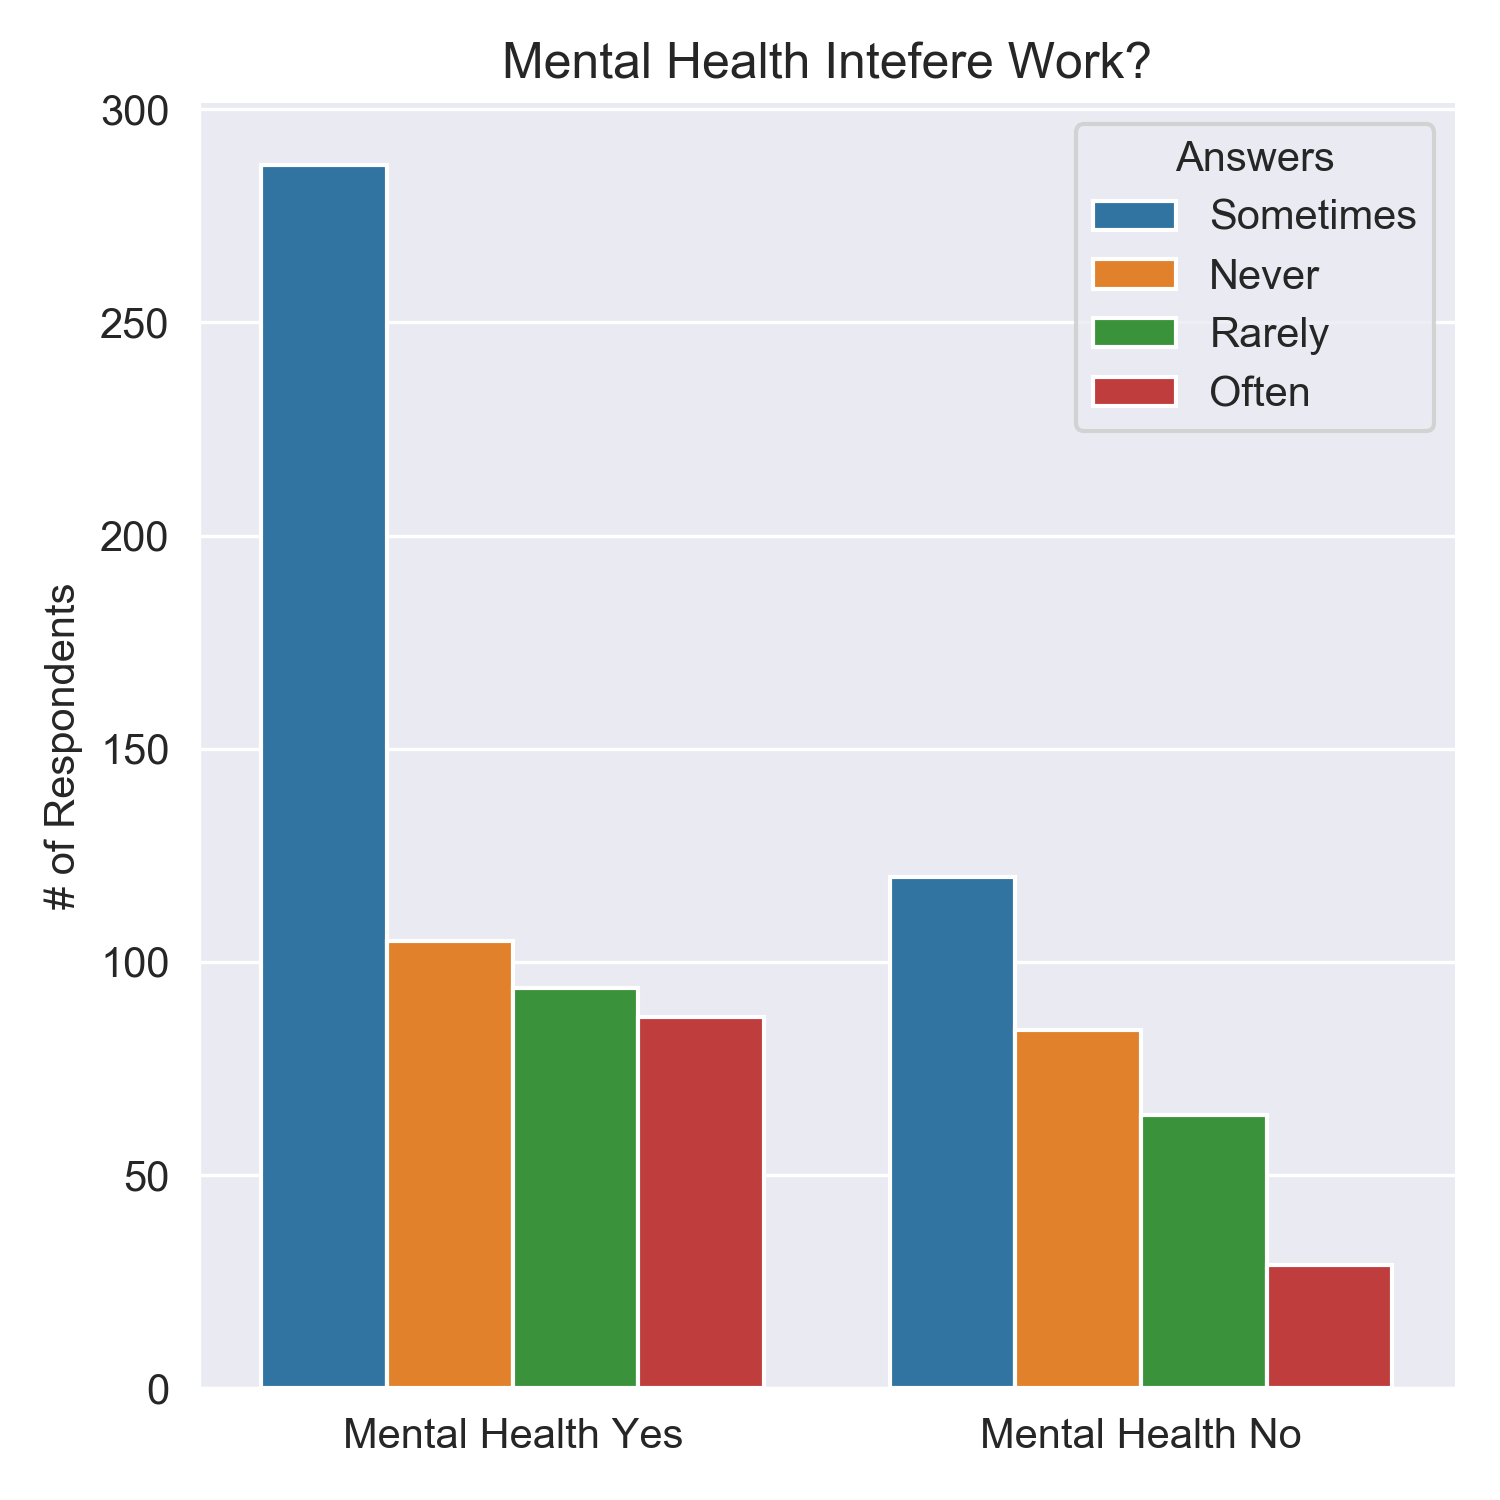 Mental Health Intefere Work?
300
250
200
150
100
50
0
# of Respondents
Answers
Sometimes
Never
Rarely
Often
Mental Health Yes
Mental Health No